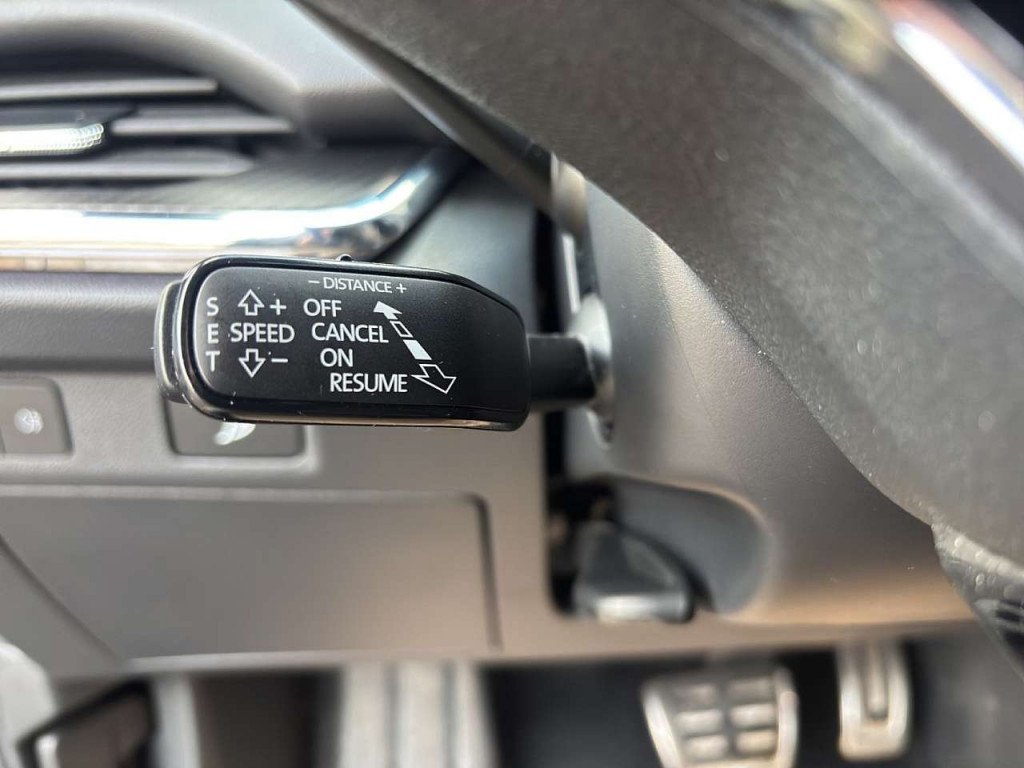 − DISTANCE +
S + OFF
E SPEED CANCEL
T − ON
RESUME